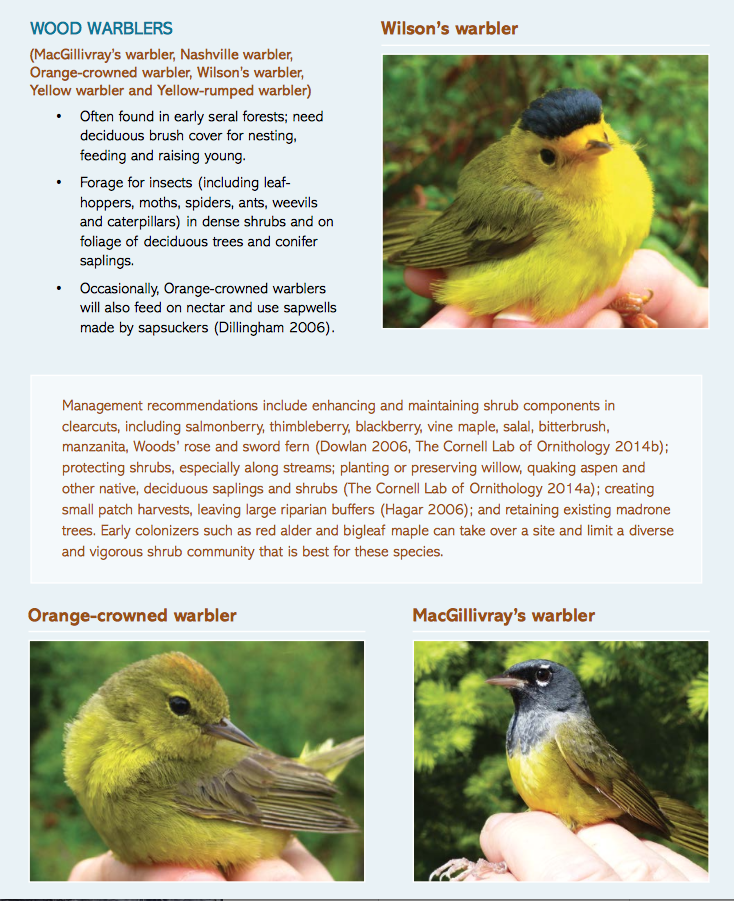 WOOD WARBLERS
(MacGillivray's warbler, Nashville warbler,
Orange-crowned warbler, Wilson's warbler,
Yellow warbler and Yellow-rumped warbler)
• Often found in early seral forests; need
deciduous brush cover for nesting,
feeding and raising young.
• Forage for insects (including leaf-
hoppers, moths, spiders, ants, weevils
and caterpillars) in dense shrubs and on
foliage of deciduous trees and conifer
saplings.
• Occasionally, Orange-crowned warblers
will also feed on nectar and use sapwells
made by sapsuckers (Dillingham 2006).
Wilson's warbler
Management recommendations include enhancing and maintaining shrub components in
clearcuts, including salmonberry, thimbleberry, blackberry, vine maple, salal, bitterbrush,
manzanita, Woods' rose and sword fern (Dowlan 2006, The Cornell Lab of Ornithology 2014b);
protecting shrubs, especially along streams; planting or preserving willow, quaking aspen and
other native, deciduous saplings and shrubs (The Cornell Lab of Ornithology 2014a); creating
small patch harvests, leaving large riparian buffers (Hagar 2006); and retaining existing madrone
trees. Early colonizers such as red alder and bigleaf maple can take over a site and limit a diverse
and vigorous shrub community that is best for these species.
Orange-crowned warbler
MacGillivray's warbler